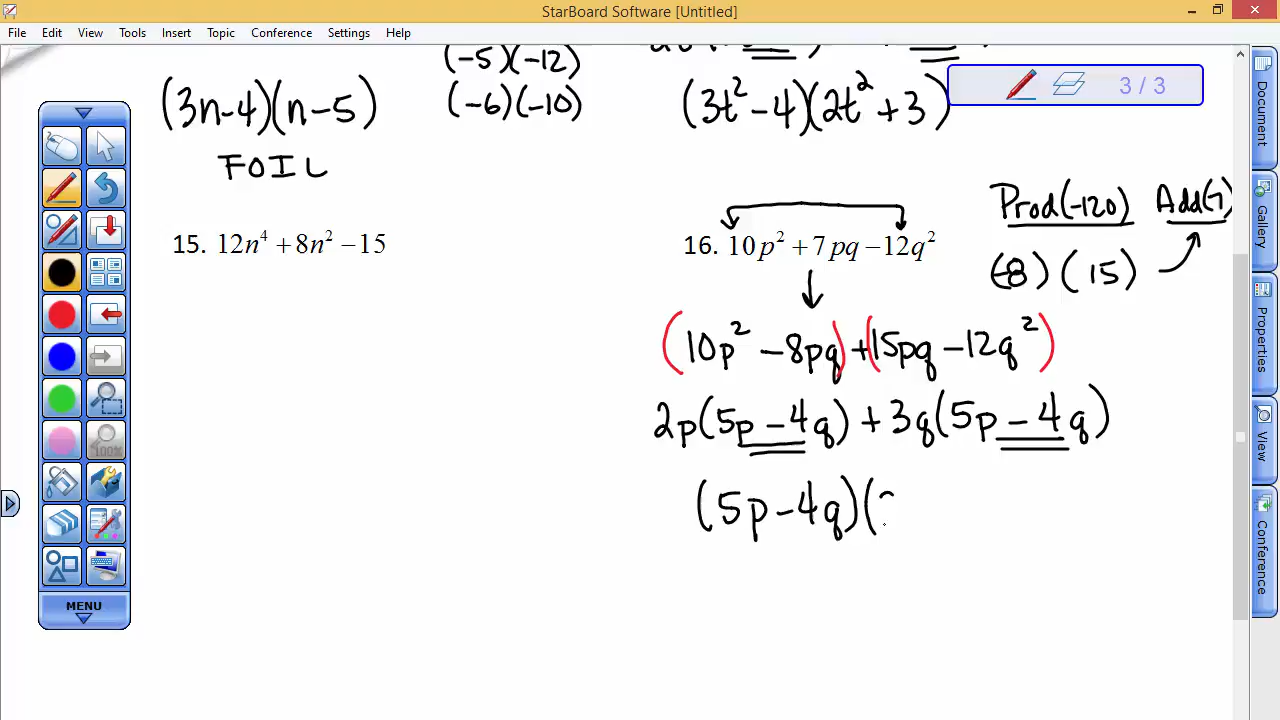 StarBoard Software [Untitled]
File Edit View Tools Insert Topic Conference Settings Help
3 / 3
(-5)(-12)
(3n-4)(n-5)
(-6)(-10)
(3t² - 4)(2t² + 3)
FOIL
Prod(-120) Add(7)
15. 12n⁴ + 8n² - 15
16. 10p² + 7pq - 12q²
(-8)(15)
(10p² - 8pq) + (15pq - 12q²)
2p(5p - 4q) + 3q(5p - 4q)
(5p - 4q)(
MENU
100%
Document
Gallery
Properties
View
Conference